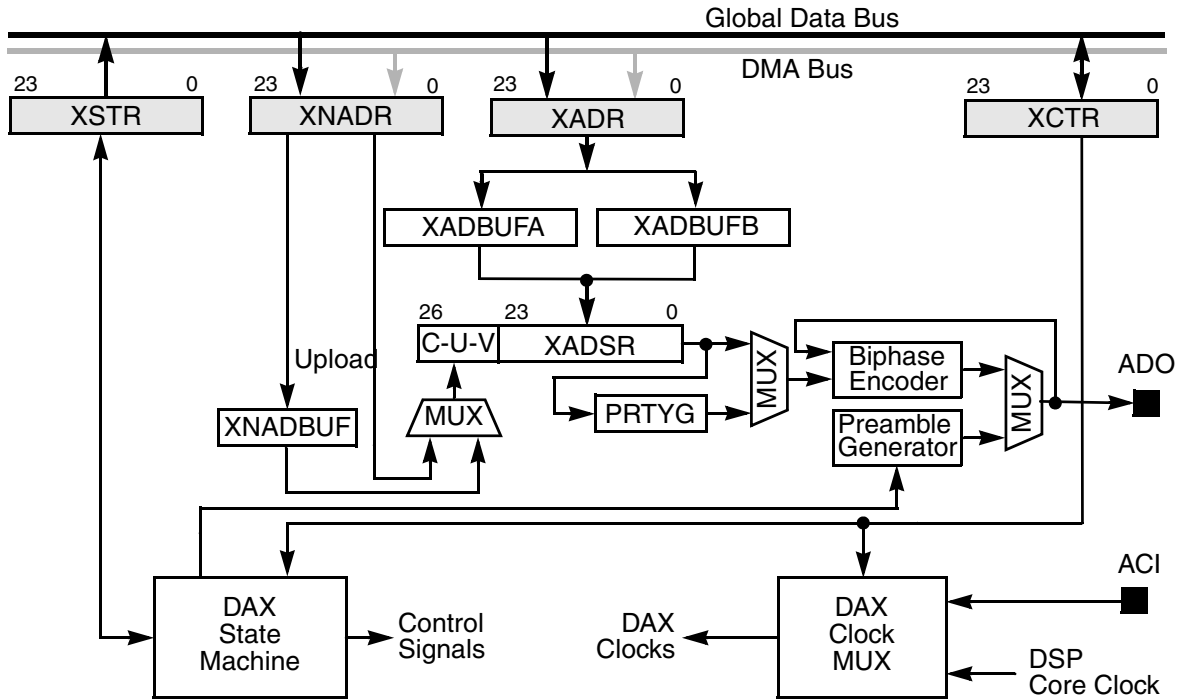 Global Data Bus
DMA Bus
23 0
XSTR
23 0
XNADR
23 0
XADR
23 0
XCTR
XADBUFA
XADBUFB
26 23 0
C-U-V
XADSR
Upload
XNADBUF
MUX
PRTYG
MUX
Biphase
Encoder
Preamble
Generator
MUX
ADO
ACI
DAX
State
Machine
Control
Signals
DAX
Clocks
DAX
Clock
MUX
DSP
Core Clock